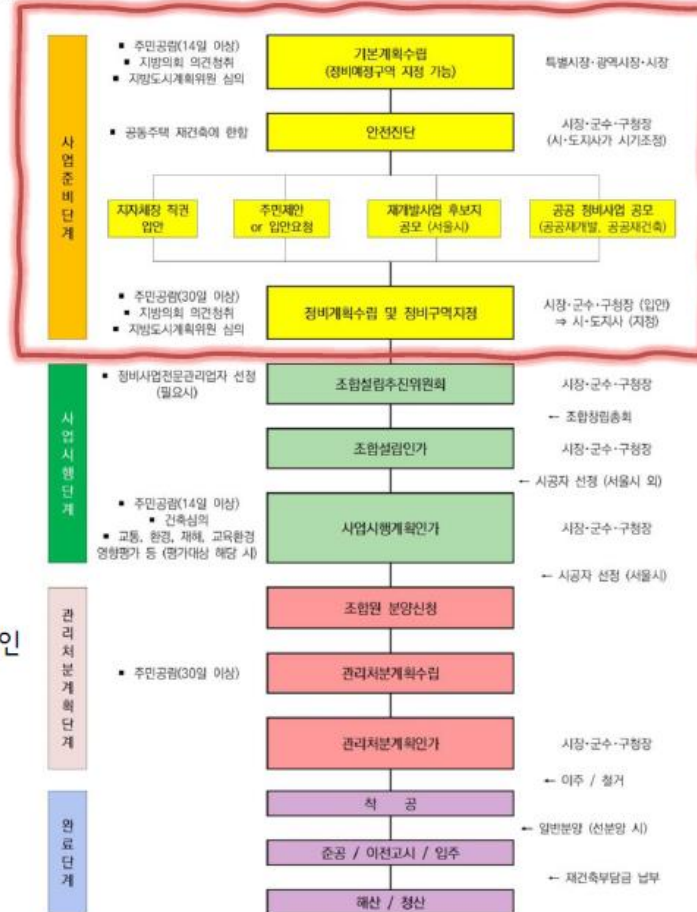 ■ 주민공람(14일 이상)
■ 지방의회 의견청취
■ 지방도시계획위원 심의
기본계획수립
(정비예정구역 지정 가능)
특별시장·광역시장·시장
사업준비단계
■ 공동주택 재건축에 한함
안전진단
시장·군수·구청장
(시·도지사가 시기조정)
지자체장 직권
입안
주민제안
or 입안요청
재개발사업 후보지
공모 (서울시)
공공 정비사업 공모
(공공재개발, 공공재건축)
■ 주민공람(30일 이상)
■ 지방의회 의견청취
■ 지방도시계획위원 심의
정비계획수립 및 정비구역지정
시장·군수·구청장 (입안)
⇒ 시·도지사 (지정)
사업시행단계
■ 정비사업전문관리업자 선정
(필요시)
조합설립추진위원회
시장·군수·구청장
← 조합창립총회
조합설립인가
시장·군수·구청장
← 시공자 선정 (서울시 외)
■ 주민공람(14일 이상)
■ 건축심의
■ 교통, 환경, 재해, 교육환경
영향평가 등 (평가대상 해당 시)
사업시행계획인가
시장·군수·구청장
← 시공자 선정 (서울시)
인
관리처분계획단계
조합원 분양신청
■ 주민공람(30일 이상)
관리처분계획수립
관리처분계획인가
시장·군수·구청장
← 이주 / 철거
완료단계
착 공
← 일반분양 (선분양 시)
준공 / 이전고시 / 입주
← 재건축부담금 납부
해산 / 청산